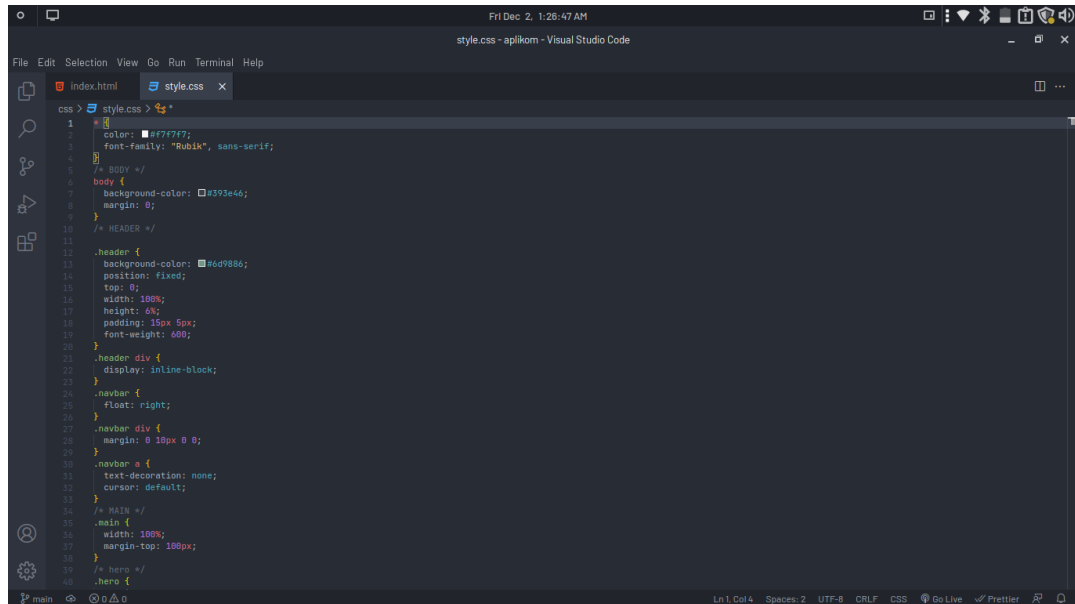 Fri Dec 2, 1:26:47 AM
style.css - aplikom - Visual Studio Code
File Edit Selection View Go Run Terminal Help
index.html style.css
css > style.css > *
1 * {
2 color: #f7f7f7;
3 font-family: "Rubik", sans-serif;
4 }
5 /* BODY */
6 body {
7 background-color: #393e46;
8 margin: 0;
9 }
10 /* HEADER */
11
12 .header {
13 background-color: #6d9886;
14 position: fixed;
15 top: 0;
16 width: 100%;
17 height: 6%;
18 padding: 15px 5px;
19 font-weight: 600;
20 }
21 .header div {
22 display: inline-block;
23 }
24 .navbar {
25 float: right;
26 }
27 .navbar div {
28 margin: 0 10px 0 0;
29 }
30 .navbar a {
31 text-decoration: none;
32 cursor: default;
33 }
34 /* MAIN */
35 .main {
36 width: 100%;
37 margin-top: 100px;
38 }
39 /* hero */
40 .hero {
main 0 0 Ln 1, Col 4 Spaces: 2 UTF-8 CRLF CSS Go Live Prettier